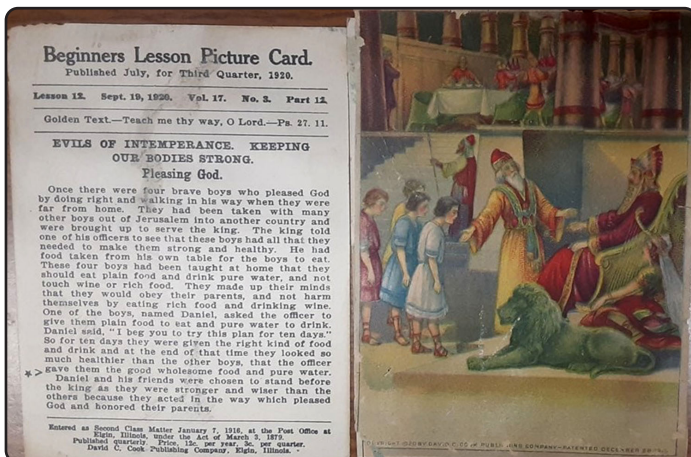 Beginners Lesson Picture Card.
Published July, for Third Quarter, 1920.
Lesson 12. Sept. 19, 1920. Vol. 17. No. 3. Part 12
Golden Text.—Teach me thy way, O Lord.—Ps. 27. 11.
EVILS OF INTEMPERANCE. KEEPING
OUR BODIES STRONG.
Pleasing God.
Once there were four brave boys who pleased God
by doing right and walking in his way when they were
far from home. They had been taken with many
other boys out of Jerusalem into another country and
were brought up to serve the king. The king told
one of his officers to see that these boys had all that they
needed to make them strong and healthy. He had
food taken from his own table for the boys to eat.
These four boys had been taught at home that they
should eat plain food and drink pure water, and not
touch wine or rich food. They made up their minds
that they would obey their parents, and not harm
themselves by eating rich food and drinking wine.
One of the boys, named Daniel, asked the officer to
give them plain food to eat and pure water to drink.
Daniel said, "I beg you to try this plan for ten days."
So for ten days they were given the right kind of food
and drink and at the end of that time they looked so
much healthier than the other boys, that the officer
gave them the good wholesome food and pure water.
Daniel and his friends were chosen to stand before
the king as they were stronger and wiser than the
others because they acted in the way which pleased
God and honored their parents.
Entered as Second Class Matter January 7, 1916, at the Post Office at
Elgin, Illinois, under the Act of March 3, 1879.
Published quarterly. Price, 12c. per year, 3c. per quarter.
David C. Cook Publishing Company, Elgin, Illinois.
PUBLISHING COMPANY—PATENTED DECEMBER